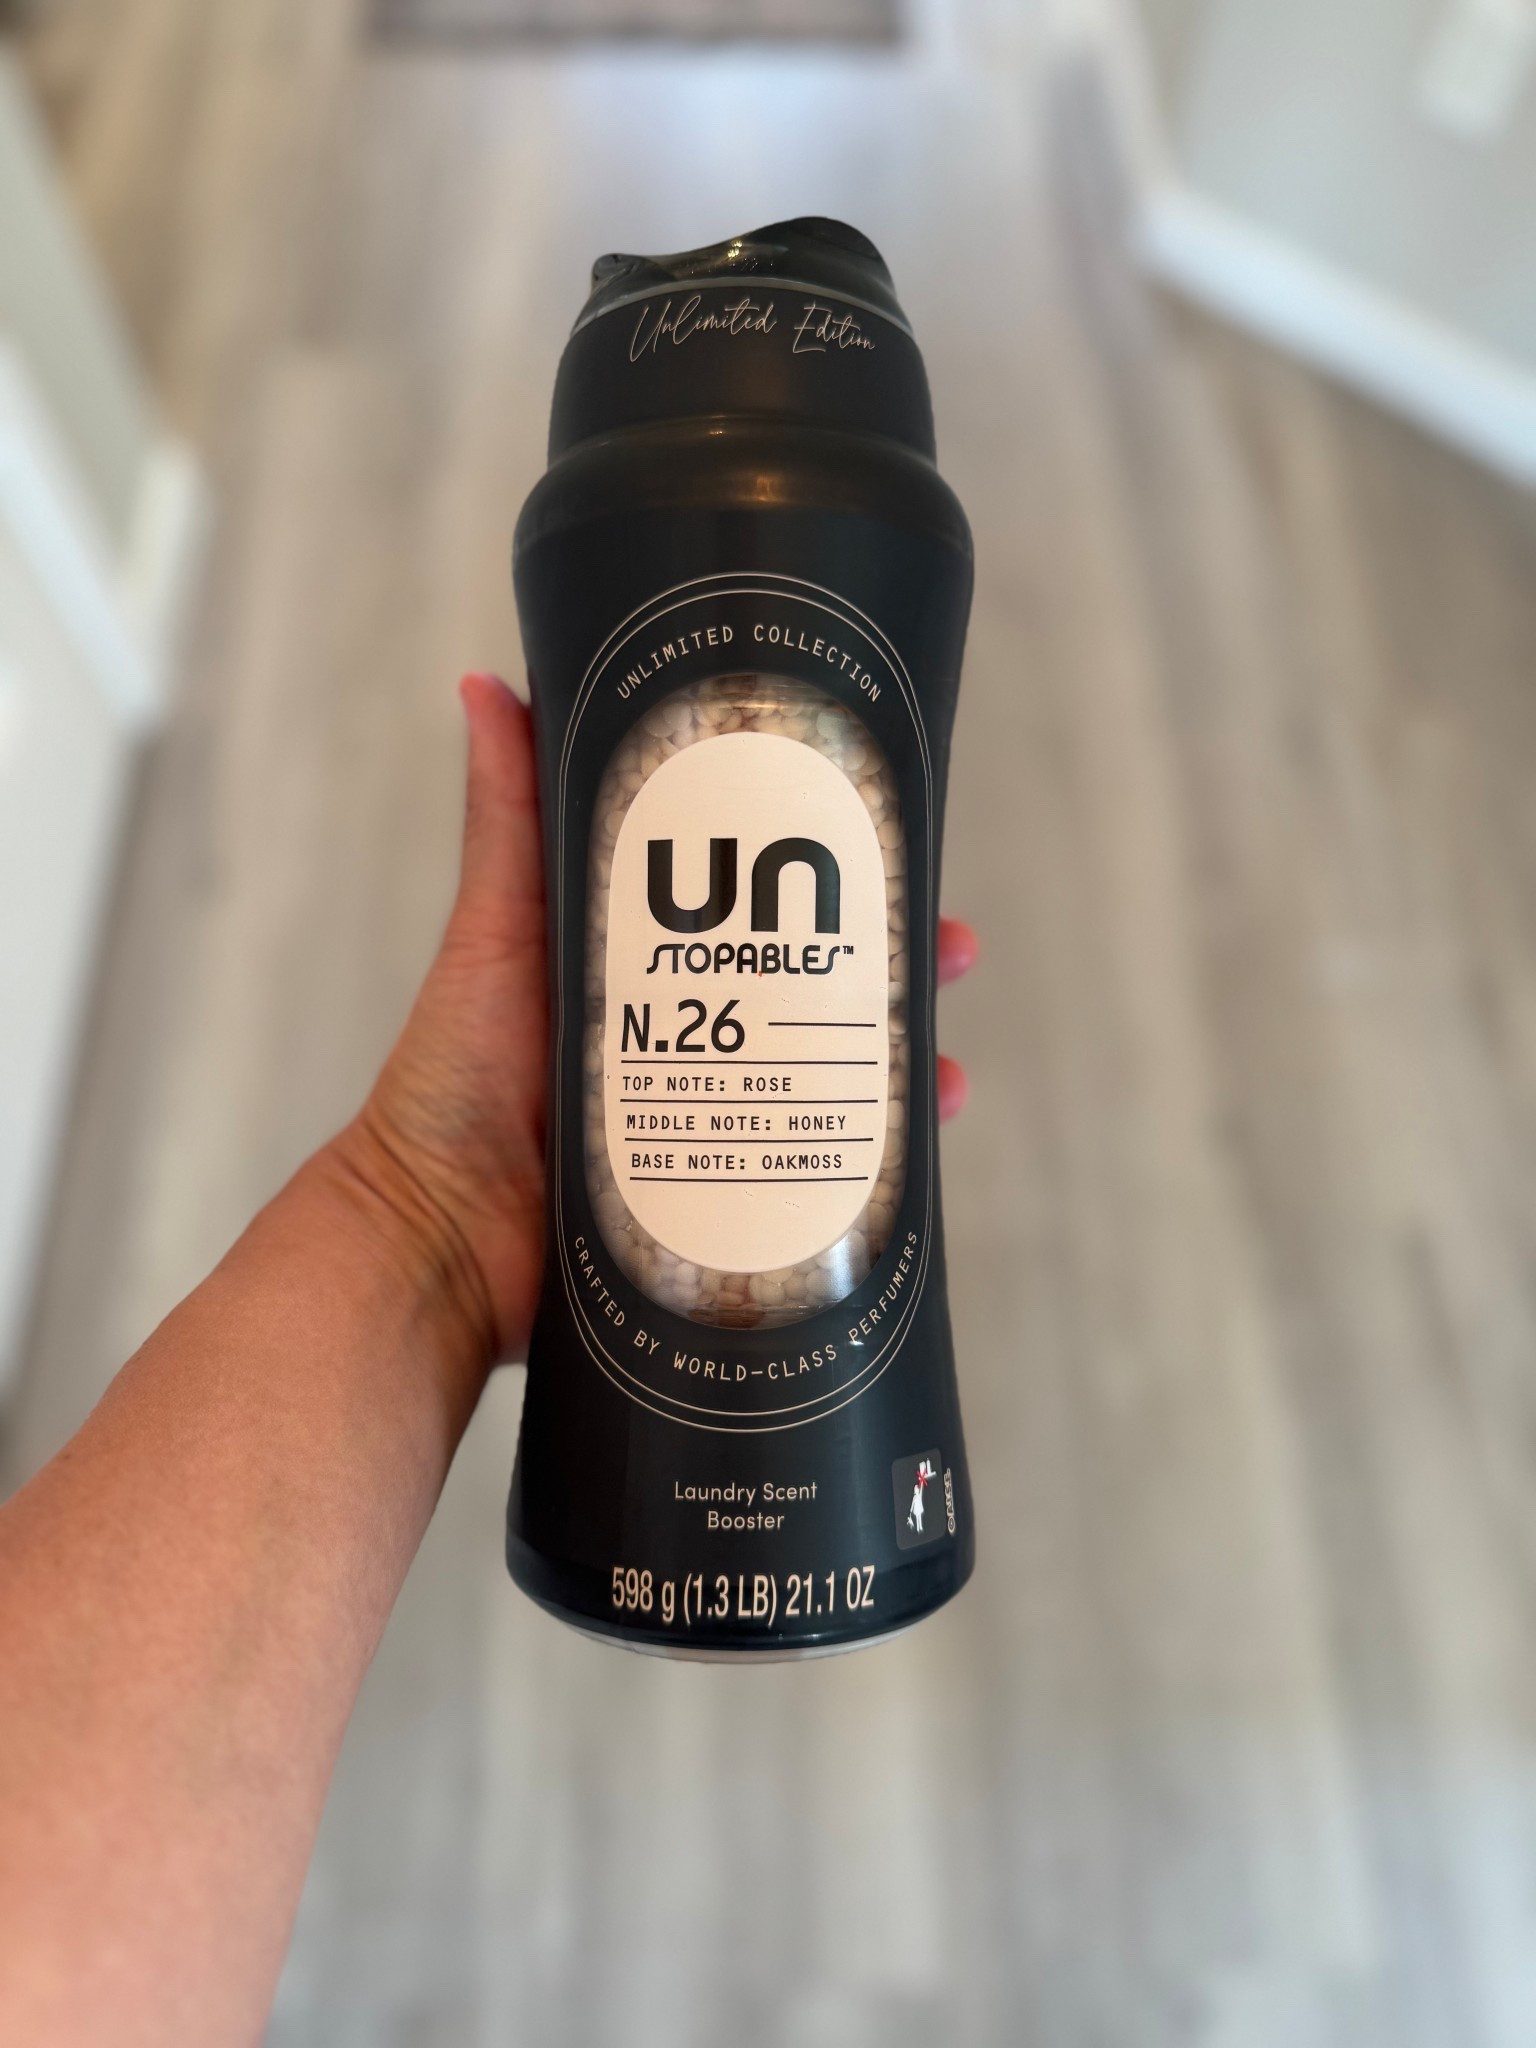 Unlimited Edition
UNLIMITED COLLECTION
un
STOPABLES™
N.26
TOP NOTE: ROSE
MIDDLE NOTE: HONEY
BASE NOTE: OAKMOSS
CRAFTED BY WORLD-CLASS PERFUMERS
Laundry Scent
Booster
598 g (1.3 LB) 21.1 OZ